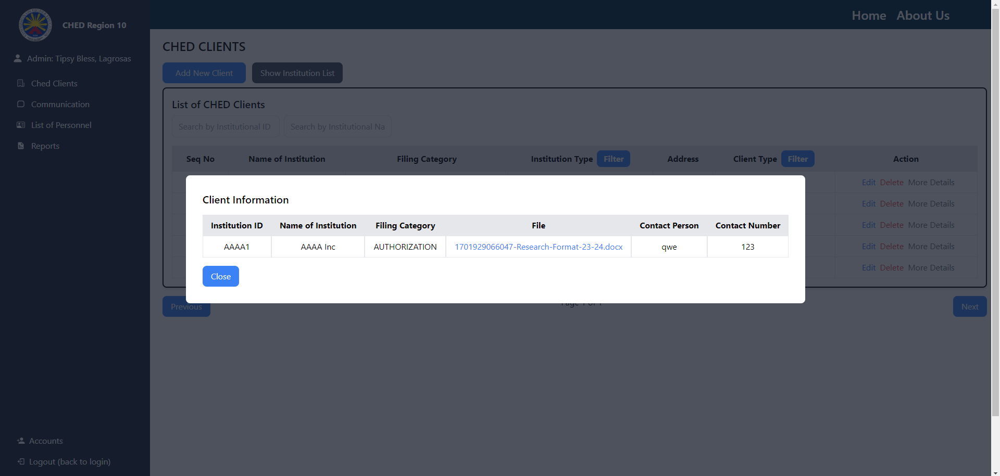 CHED Region 10
Home About Us
Admin: Tipsy Bless, Lagrosas
Ched Clients
Communication
List of Personnel
Reports
Accounts
Logout (back to login)
CHED CLIENTS
Add New Client Show Institution List
List of CHED Clients
Search by Institutional ID Search by Institutional Na
Seq No Name of Institution Filing Category Institution Type Filter Address Client Type Filter Action
Edit Delete More Details
Edit Delete More Details
Edit Delete More Details
Edit Delete More Details
Edit Delete More Details
Client Information
Institution ID Name of Institution Filing Category File Contact Person Contact Number
AAAA1 AAAA Inc AUTHORIZATION 1701929066047-Research-Format-23-24.docx qwe 123
Close
Previous Page 1 of 1 Next